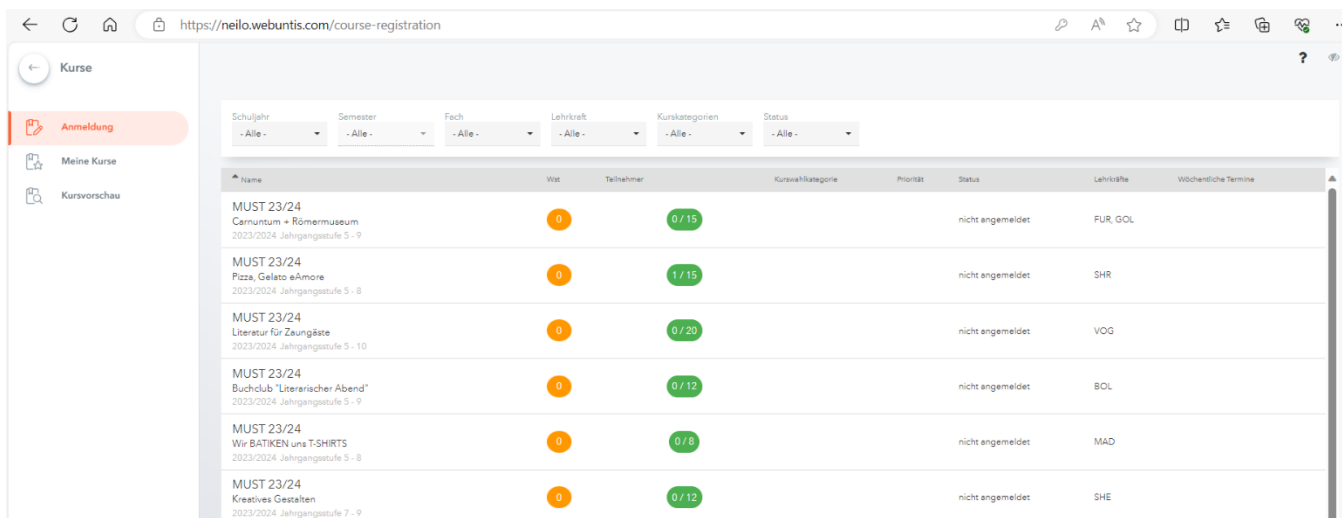 https://neilo.webuntis.com/course-registration
Kurse
?
Anmeldung
Meine Kurse
Kursvorschau
Schuljahr Semester Fach Lehrkraft Kurskategorien Status
- Alle - - Alle - - Alle - - Alle - - Alle - - Alle -
Name Wat Teilnehmer Kurswahlkategorie Priorität Status Lehrkräfte Wöchentliche Termine
MUST 23/24
Carnuntum + Römermuseum 0 0 / 15 nicht angemeldet FUR, GOL
2023/2024 Jahrgangsstufe 5 - 9
MUST 23/24
Pizza, Gelato eAmore 0 1 / 15 nicht angemeldet SHR
2023/2024 Jahrgangsstufe 5 - 8
MUST 23/24
Literatur für Zaungäste 0 0 / 20 nicht angemeldet VOG
2023/2024 Jahrgangsstufe 5 - 10
MUST 23/24
Buchclub "Literarischer Abend" 0 0 / 12 nicht angemeldet BOL
2023/2024 Jahrgangsstufe 5 - 9
MUST 23/24
Wir BATIKEN uns T-SHIRTS 0 0 / 8 nicht angemeldet MAD
2023/2024 Jahrgangsstufe 5 - 8
MUST 23/24
Kreatives Gestalten 0 0 / 12 nicht angemeldet SHE
2023/2024 Jahrgangsstufe 7 - 9